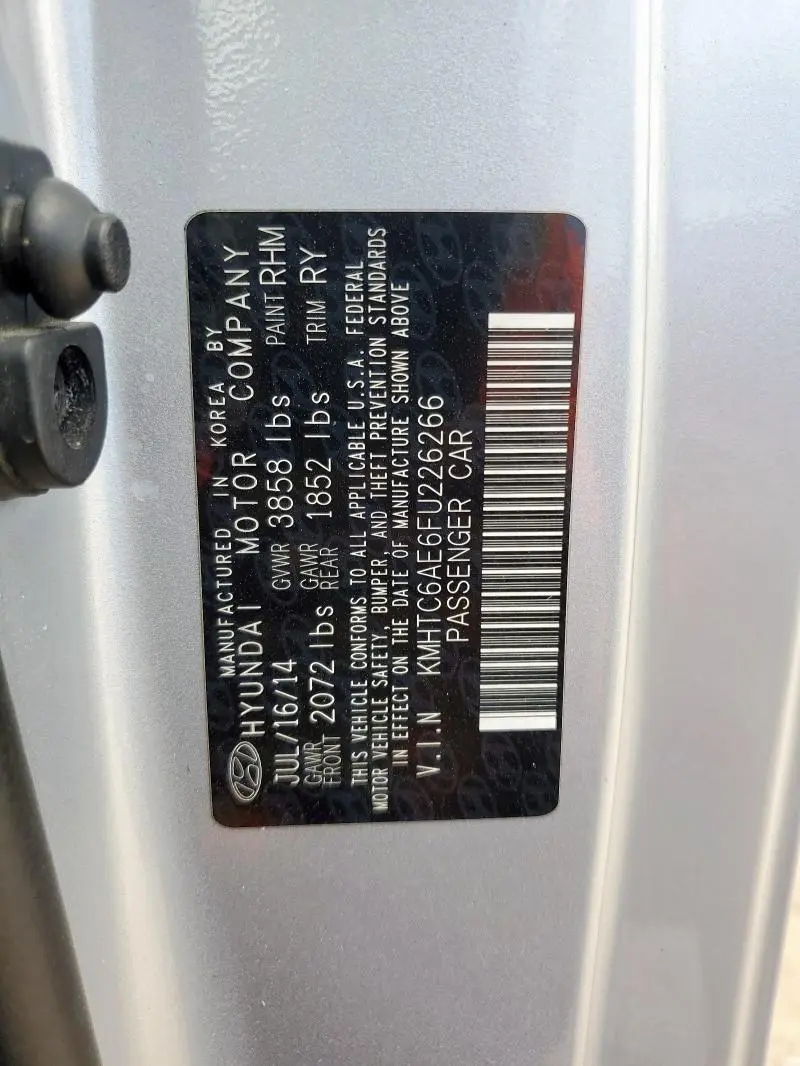 MANUFACTURED IN KOREA BY
HYUNDAI MOTOR COMPANY
JUL/16/14 GVWR 3858 lbs PAINT RHM
GAWR FRONT 2072 lbs GAWR REAR 1852 lbs TRIM RY
THIS VEHICLE CONFORMS TO ALL APPLICABLE U.S.A. FEDERAL
MOTOR VEHICLE SAFETY, BUMPER, AND THEFT PREVENTION STANDARDS
IN EFFECT ON THE DATE OF MANUFACTURE SHOWN ABOVE
V.I.N KMHTC6AE6FU226266
PASSENGER CAR